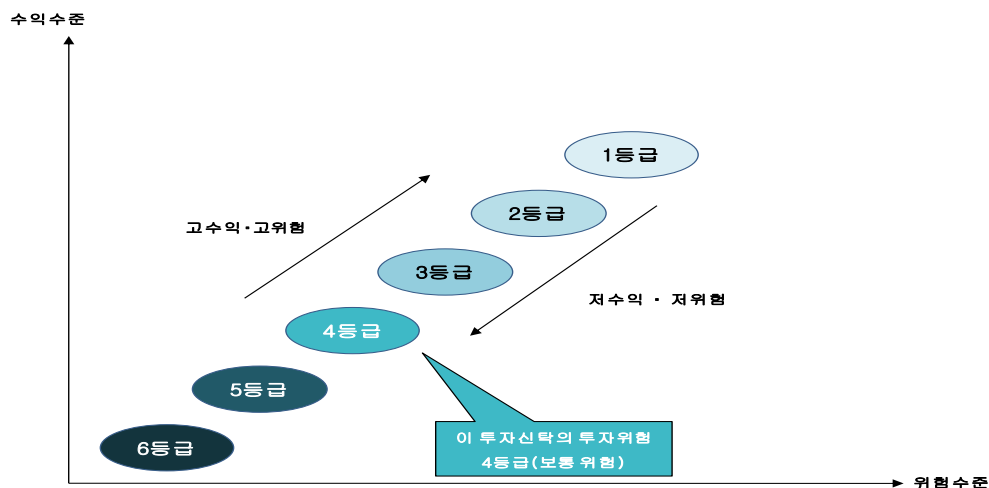 수익수준
1등급
2등급
고수익·고위험
3등급
저수익 · 저위험
4등급
5등급
이 투자신탁의 투자위험
4등급(보통 위험)
6등급
위험수준